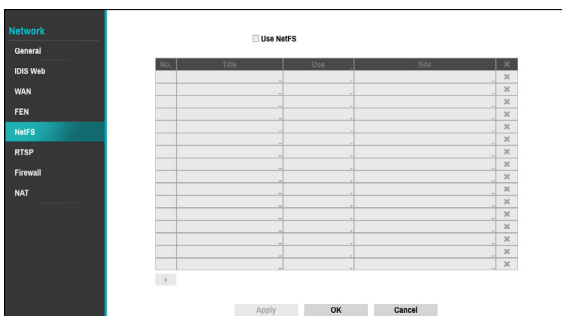 Network
General
IDIS Web
WAN
FEN
NetFS
RTSP
Firewall
NAT
Use NetFS
No. Title Use Site
Apply OK Cancel